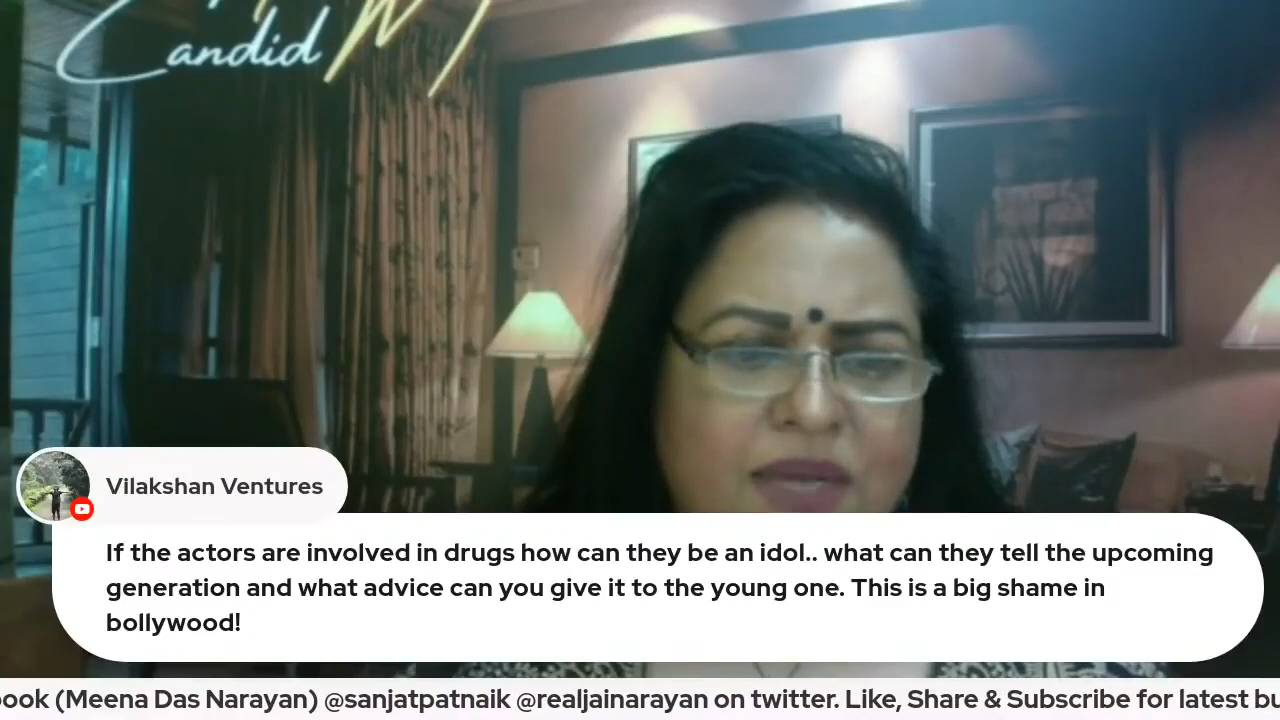 Candid M
Vilakshan Ventures
If the actors are involved in drugs how can they be an idol.. what can they tell the upcoming
generation and what advice can you give it to the young one. This is a big shame in
bollywood!
(Meena Das Narayan) @sanjatpatnaik @realjainarayan on twitter. Like, Share & Subscribe for latest